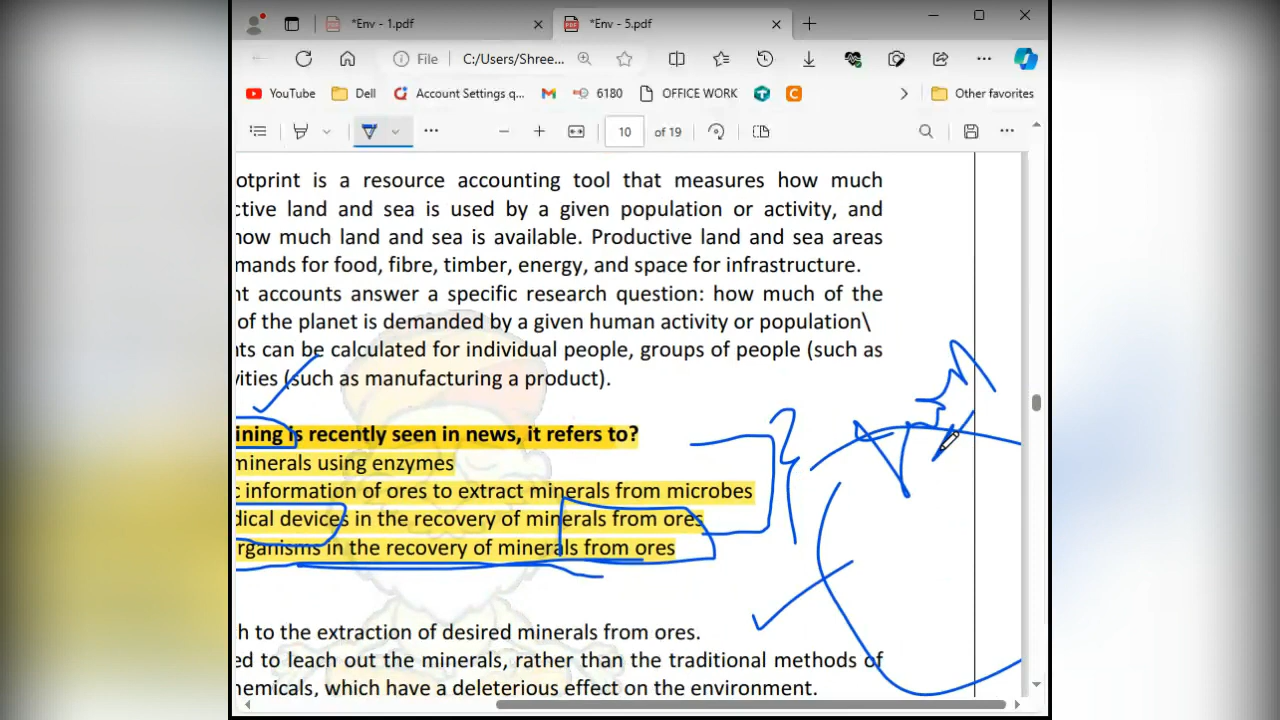 *Env - 1.pdf
*Env - 5.pdf
File
C:/Users/Shree...
YouTube
Dell
Account Settings q...
6180
OFFICE WORK
Other favorites
10 of 19
otprint is a resource accounting tool that measures how much
ctive land and sea is used by a given population or activity, and
how much land and sea is available. Productive land and sea areas
mands for food, fibre, timber, energy, and space for infrastructure.
nt accounts answer a specific research question: how much of the
of the planet is demanded by a given human activity or population\
nts can be calculated for individual people, groups of people (such as
vities (such as manufacturing a product).
ining is recently seen in news, it refers to?
minerals using enzymes
c information of ores to extract minerals from microbes
dical devices in the recovery of minerals from ores
rganisms in the recovery of minerals from ores
h to the extraction of desired minerals from ores.
ed to leach out the minerals, rather than the traditional methods of
hemicals, which have a deleterious effect on the environment.